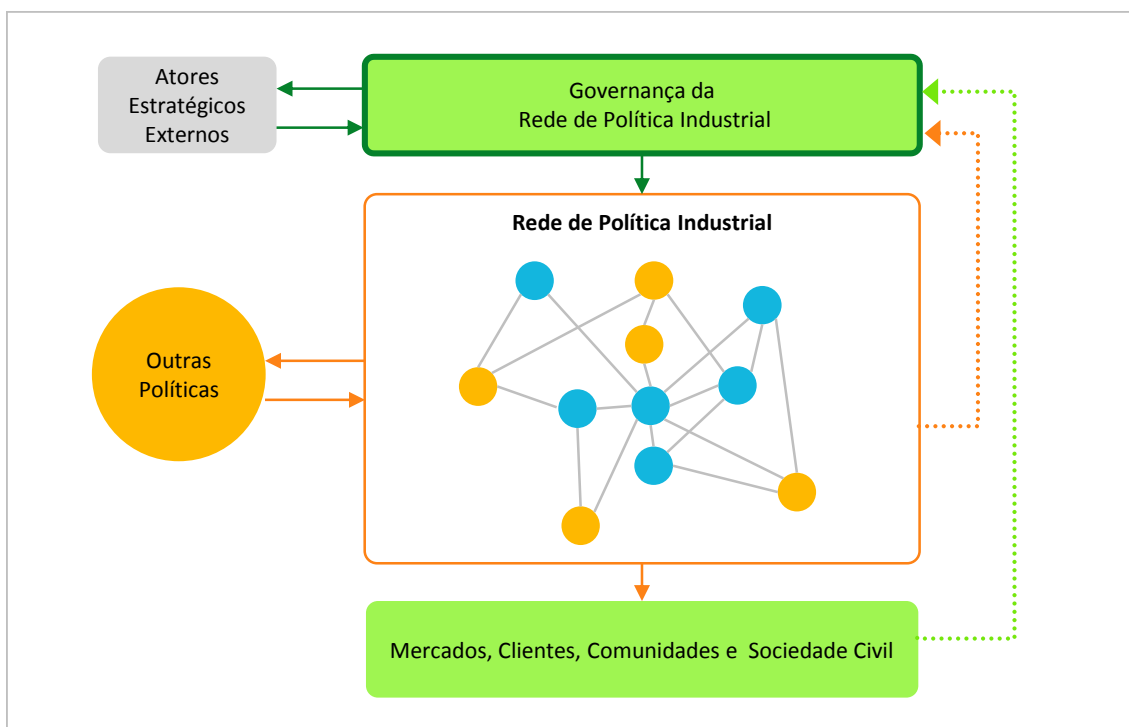 Atores
Estratégicos
Externos
Governança da
Rede de Política Industrial
Rede de Política Industrial
Outras
Políticas
Mercados, Clientes, Comunidades e Sociedade Civil